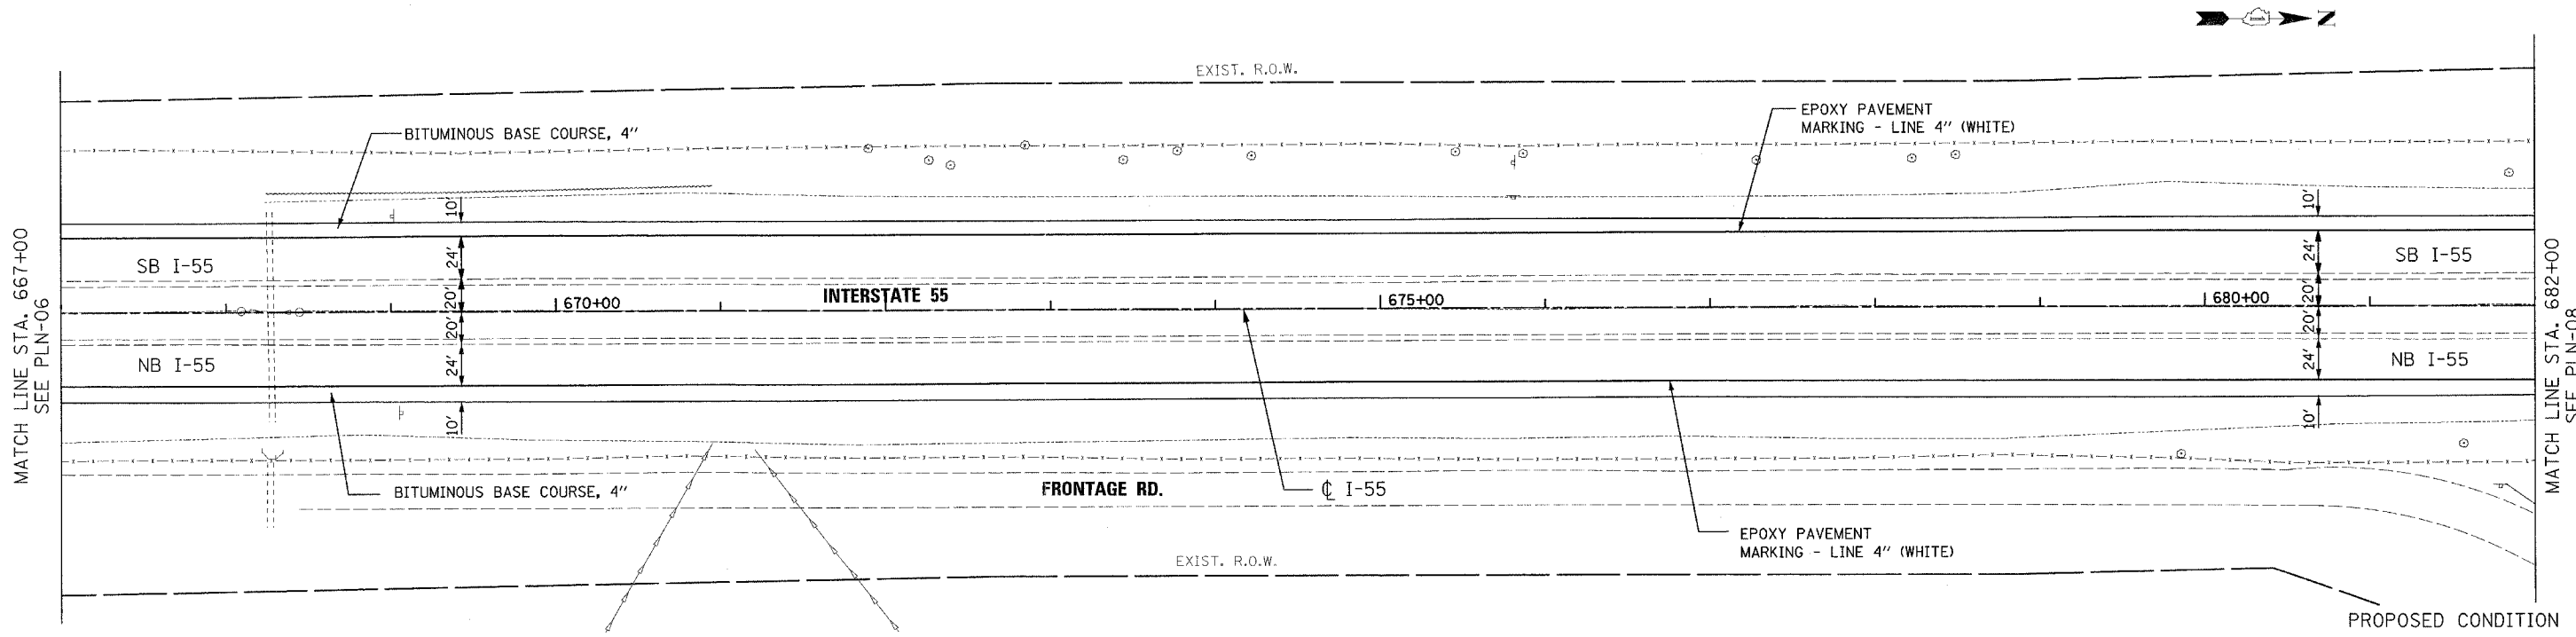 N
EXIST. R.O.W.
BITUMINOUS BASE COURSE, 4"
EPOXY PAVEMENT
MARKING - LINE 4" (WHITE)
10'
10'
MATCH LINE STA. 667+00
SEE PLN-06
SB I-55
24'
24'
SB I-55
20'
670+00
INTERSTATE 55
675+00
680+00
20'
20'
20'
NB I-55
24'
24'
NB I-55
MATCH LINE STA. 682+00
SEE PLN-08
10'
10'
BITUMINOUS BASE COURSE, 4"
FRONTAGE RD.
℄ I-55
EPOXY PAVEMENT
MARKING - LINE 4" (WHITE)
EXIST. R.O.W.
PROPOSED CONDITION